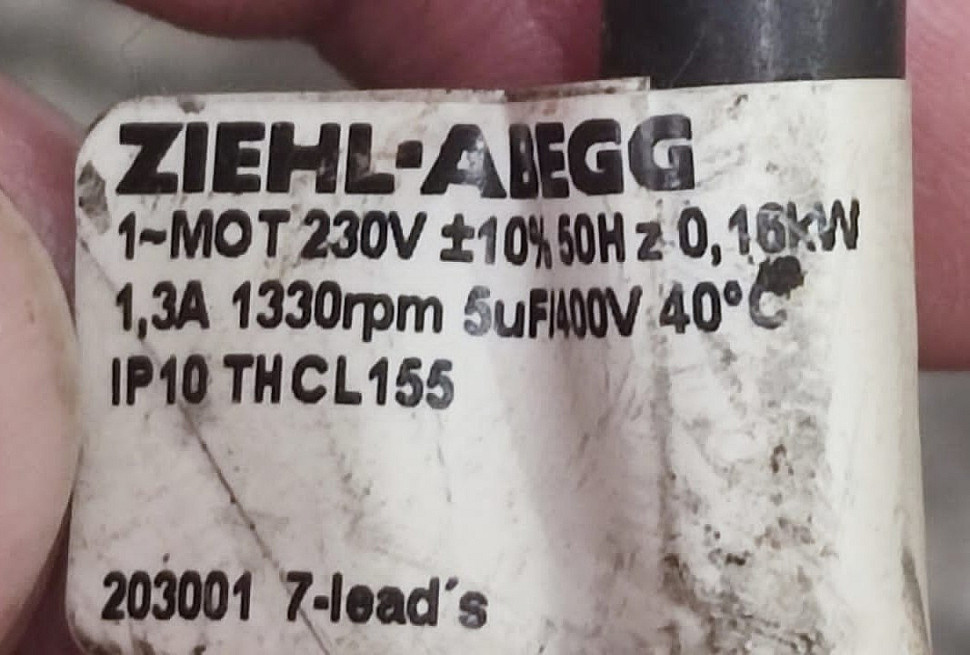 ZIEHL-ABEGG
1~MOT 230V ±10% 50Hz 0,16kW
1,3A 1330rpm 5uF/400V 40°C
IP10 THCL155
203001 7-lead´s